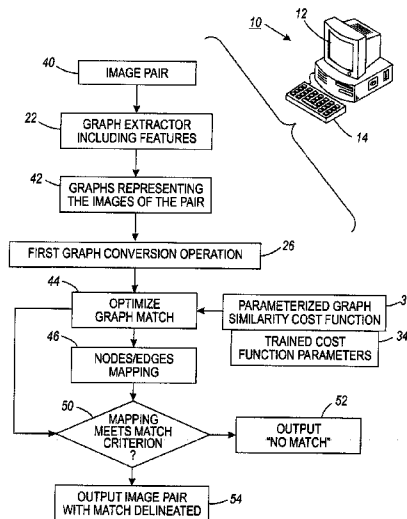 10
12
14
40
IMAGE PAIR
22
GRAPH EXTRACTOR
INCLUDING FEATURES
42
GRAPHS REPRESENTING
THE IMAGES OF THE PAIR
FIRST GRAPH CONVERSION OPERATION
26
44
OPTIMIZE
GRAPH MATCH
PARAMETERIZED GRAPH
SIMILARITY COST FUNCTION
3
TRAINED COST
FUNCTION PARAMETERS
34
46
NODES/EDGES
MAPPING
50
MAPPING
MEETS MATCH
CRITERION
?
52
OUTPUT
"NO MATCH"
OUTPUT IMAGE PAIR
WITH MATCH DELINEATED
54